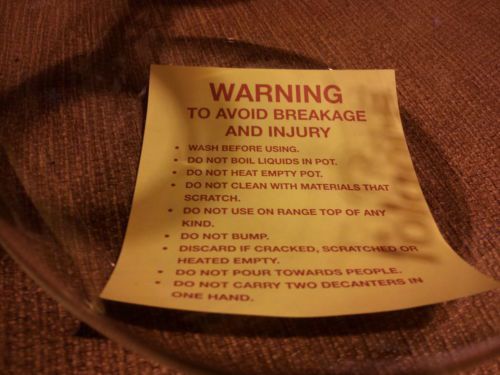 WARNING
TO AVOID BREAKAGE
AND INJURY
• WASH BEFORE USING.
• DO NOT BOIL LIQUIDS IN POT.
• DO NOT HEAT EMPTY POT.
• DO NOT CLEAN WITH MATERIALS THAT
SCRATCH.
• DO NOT USE ON RANGE TOP OF ANY
KIND.
• DO NOT BUMP.
• DISCARD IF CRACKED, SCRATCHED OR
HEATED EMPTY.
• DO NOT POUR TOWARDS PEOPLE.
• DO NOT CARRY TWO DECANTERS IN
ONE HAND.